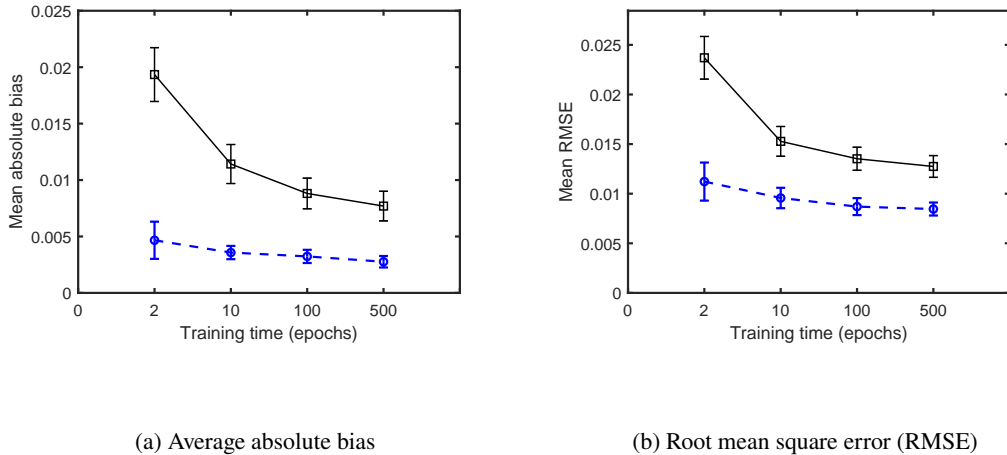 0.025
0.02
0.015
0.01
0.005
0
Mean absolute bias
0 2 10 100 500
Training time (epochs)
(a) Average absolute bias
0.025
0.02
0.015
0.01
0.005
0
Mean RMSE
0 2 10 100 500
Training time (epochs)
(b) Root mean square error (RMSE)